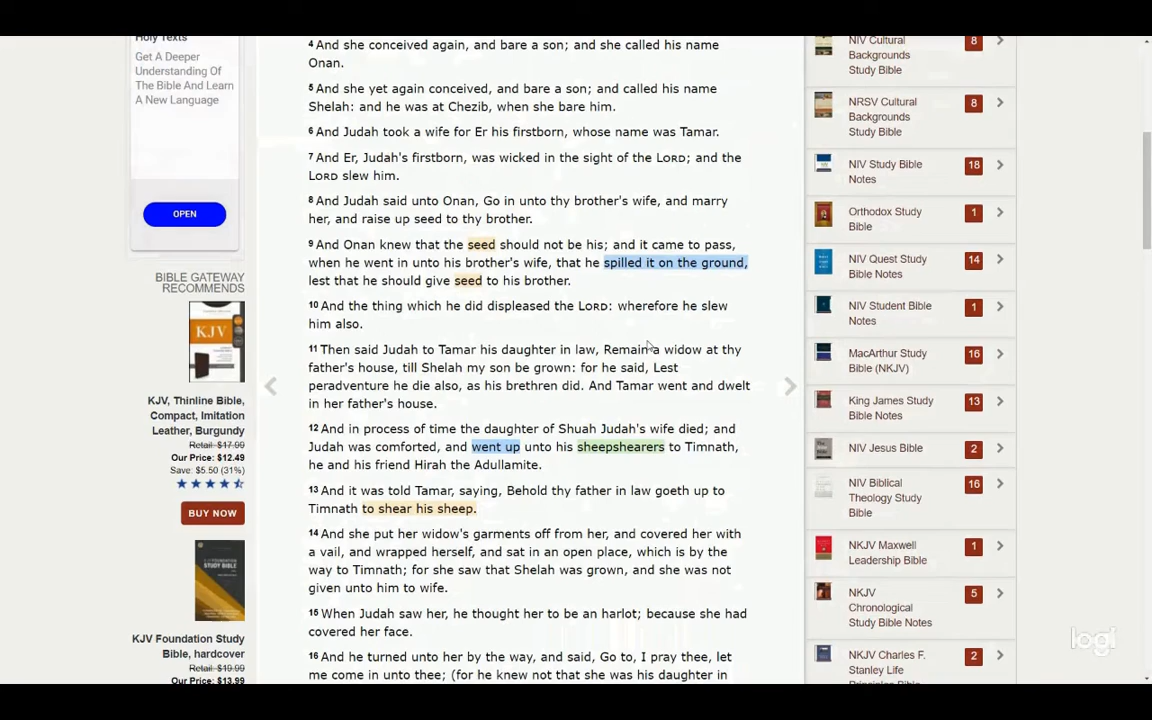 Holy Texts
Get A Deeper
Understanding Of
The Bible And Learn
A New Language
OPEN
BIBLE GATEWAY
RECOMMENDS
KJV
KJV, Thinline Bible,
Compact, Imitation
Leather, Burgundy
Retail: $17.99
Our Price: $12.49
Save: $5.50 (31%)
BUY NOW
KJV Foundation Study
Bible, hardcover
Retail: $19.99
Our Price: $13.99
4 And she conceived again, and bare a son; and she called his name
Onan.
5 And she yet again conceived, and bare a son; and called his name
Shelah: and he was at Chezib, when she bare him.
6 And Judah took a wife for Er his firstborn, whose name was Tamar.
7 And Er, Judah's firstborn, was wicked in the sight of the LORD; and the
LORD slew him.
8 And Judah said unto Onan, Go in unto thy brother's wife, and marry
her, and raise up seed to thy brother.
9 And Onan knew that the seed should not be his; and it came to pass,
when he went in unto his brother's wife, that he spilled it on the ground,
lest that he should give seed to his brother.
10 And the thing which he did displeased the LORD: wherefore he slew
him also.
11 Then said Judah to Tamar his daughter in law, Remain a widow at thy
father's house, till Shelah my son be grown: for he said, Lest
peradventure he die also, as his brethren did. And Tamar went and dwelt
in her father's house.
12 And in process of time the daughter of Shuah Judah's wife died; and
Judah was comforted, and went up unto his sheepshearers to Timnath,
he and his friend Hirah the Adullamite.
13 And it was told Tamar, saying, Behold thy father in law goeth up to
Timnath to shear his sheep.
14 And she put her widow's garments off from her, and covered her with
a vail, and wrapped herself, and sat in an open place, which is by the
way to Timnath; for she saw that Shelah was grown, and she was not
given unto him to wife.
15 When Judah saw her, he thought her to be an harlot; because she had
covered her face.
16 And he turned unto her by the way, and said, Go to, I pray thee, let
me come in unto thee; (for he knew not that she was his daughter in
NIV Cultural
Backgrounds
Study Bible
8
NRSV Cultural
Backgrounds
Study Bible
8
NIV Study Bible
Notes
18
Orthodox Study
Bible
1
NIV Quest Study
Bible Notes
14
NIV Student Bible
Notes
1
MacArthur Study
Bible (NKJV)
16
King James Study
Bible Notes
13
NIV Jesus Bible
2
NIV Biblical
Theology Study
Bible
16
NKJV Maxwell
Leadership Bible
1
NKJV
Chronological
Study Bible Notes
5
NKJV Charles F.
Stanley Life
Principles Bible
2
logi